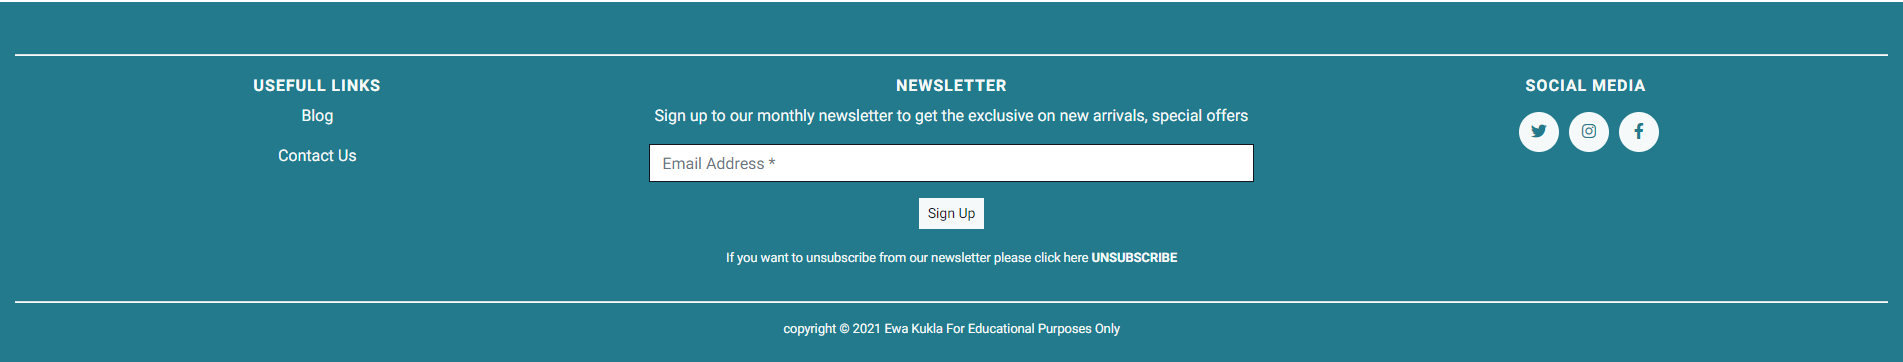 USEFULL LINKS
Blog
Contact Us
NEWSLETTER
Sign up to our monthly newsletter to get the exclusive on new arrivals, special offers
Email Address *
Sign Up
If you want to unsubscribe from our newsletter please click here UNSUBSCRIBE
SOCIAL MEDIA
copyright © 2021 Ewa Kukla For Educational Purposes Only